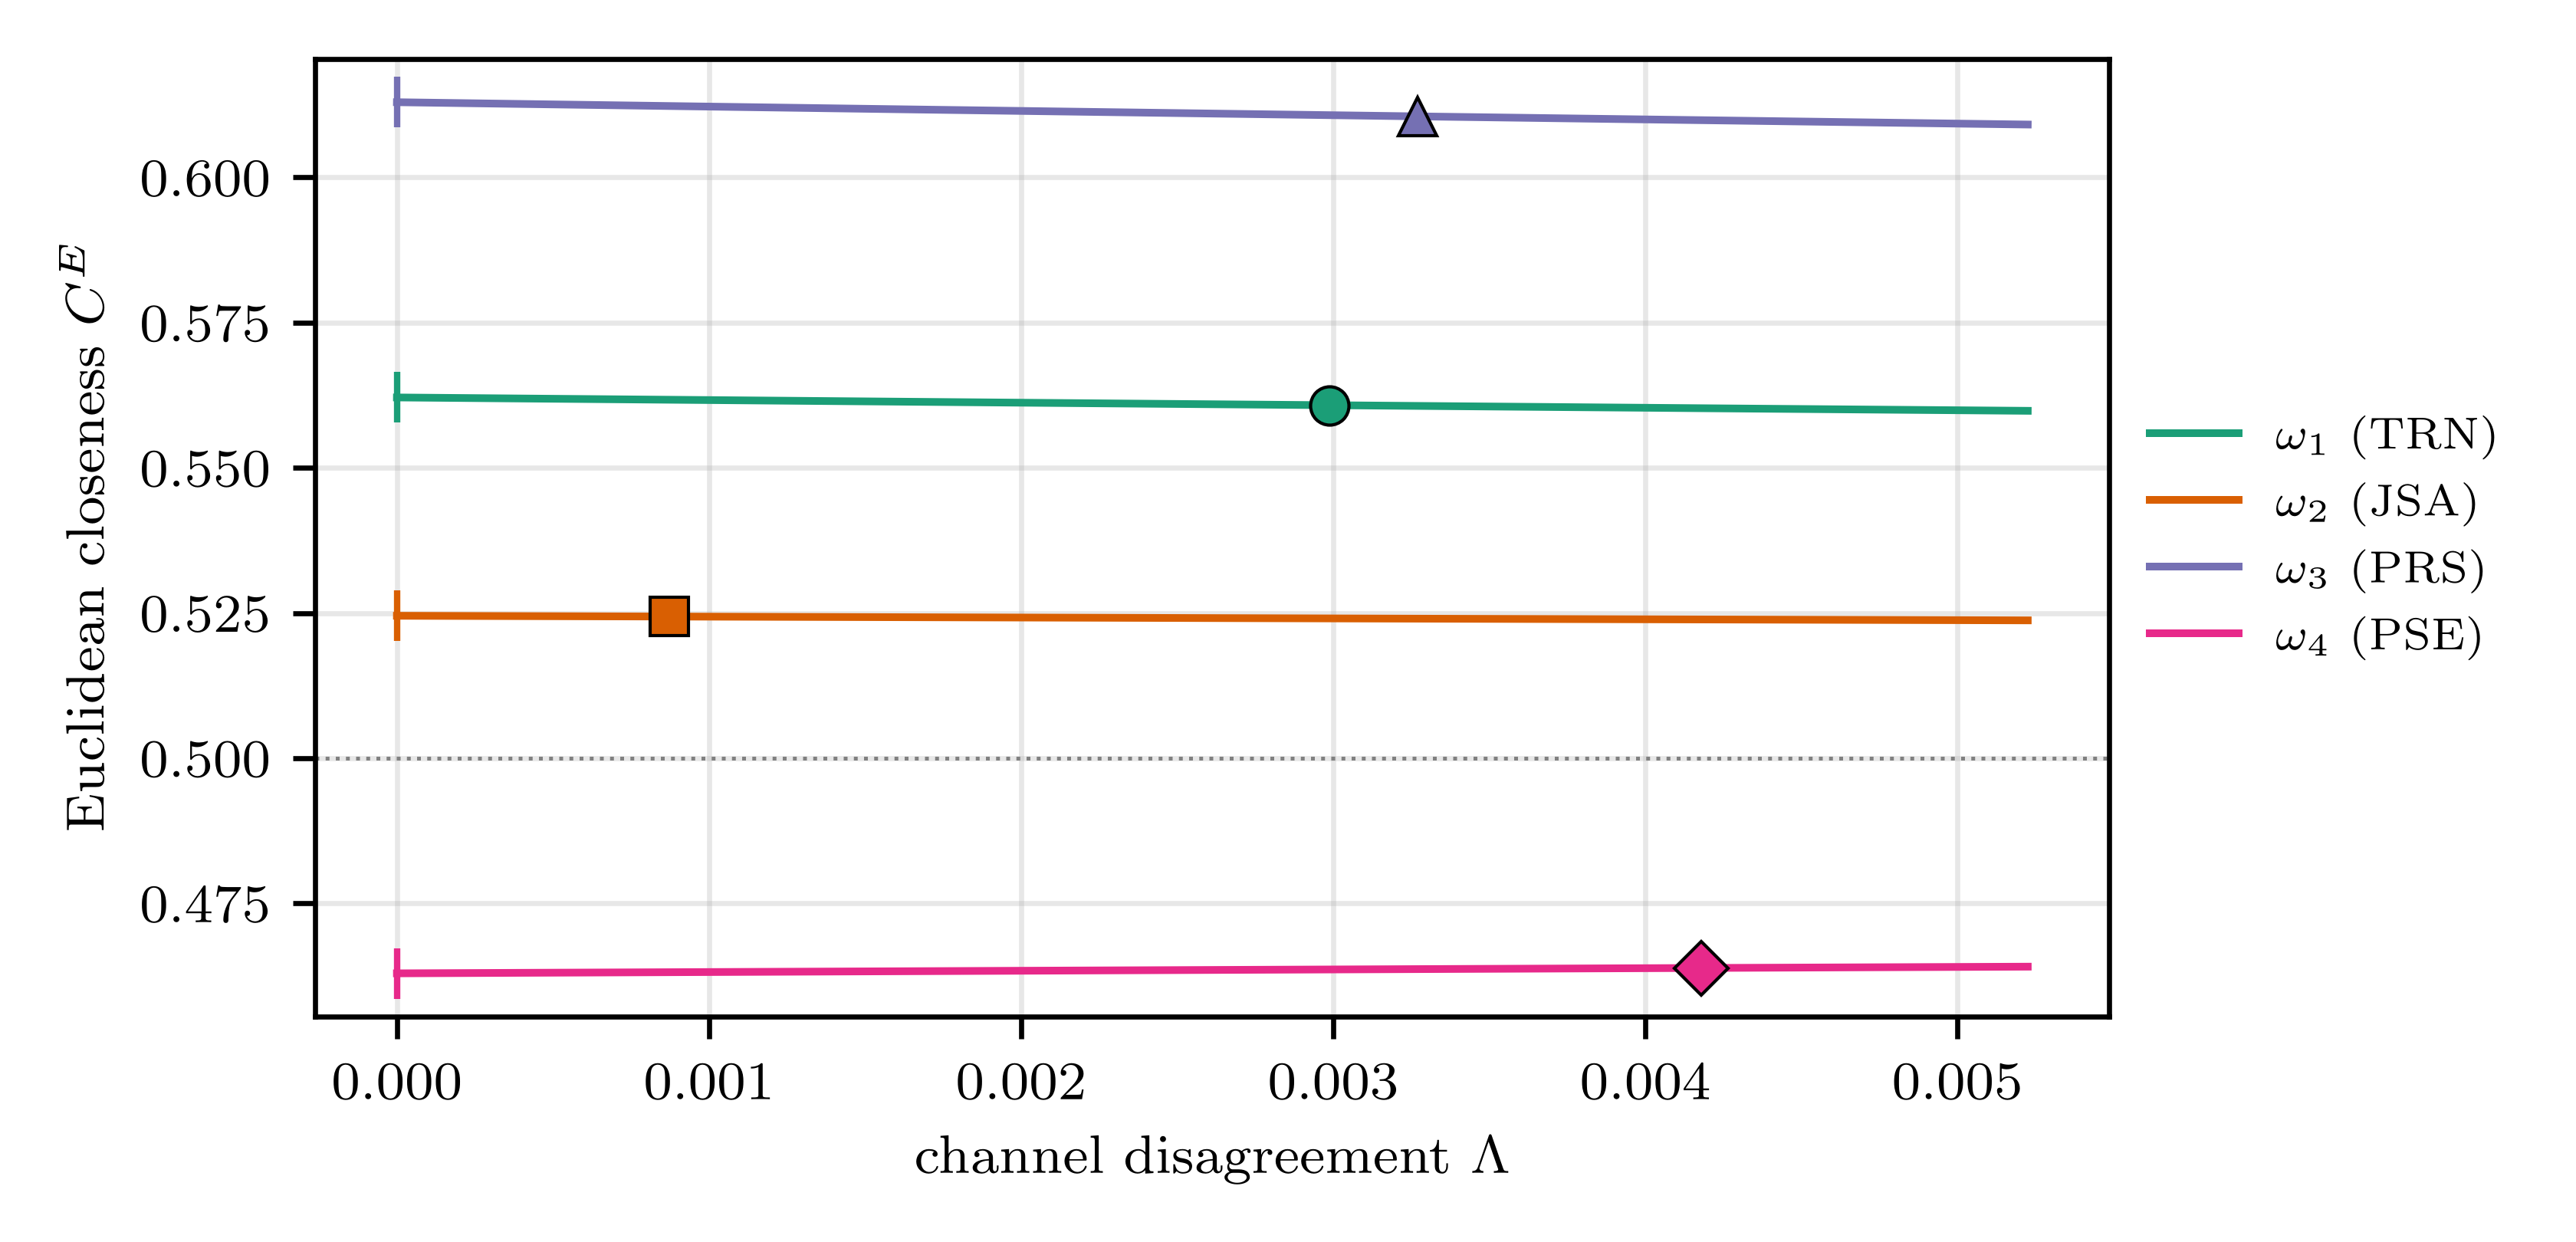 0.600
0.575
0.550
0.525
0.500
0.475
Euclidean closeness C^E
0.000 0.001 0.002 0.003 0.004 0.005
channel disagreement Λ
ω₁ (TRN)
ω₂ (JSA)
ω₃ (PRS)
ω₄ (PSE)